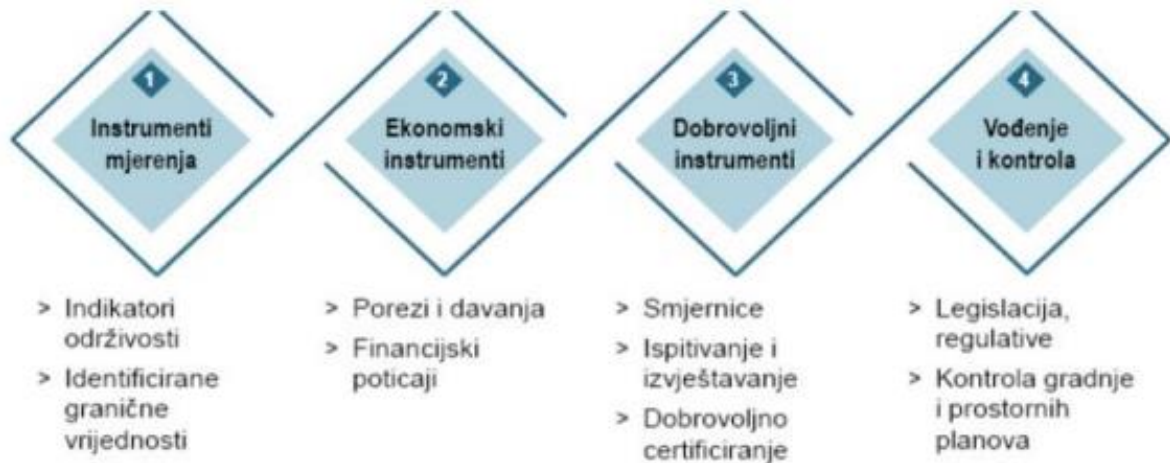 1
Instrumenti
mjerenja
> Indikatori
održivosti
> Identificirane
granične
vrijednosti
2
Ekonomski
instrumenti
> Porezi i davanja
> Financijski
poticaji
3
Dobrovoljni
instrumenti
> Smjernice
> Ispitivanje i
izvještavanje
> Dobrovoljno
certificiranje
4
Vođenje
i kontrola
> Legislacija,
regulative
> Kontrola gradnje
i prostornih
planova